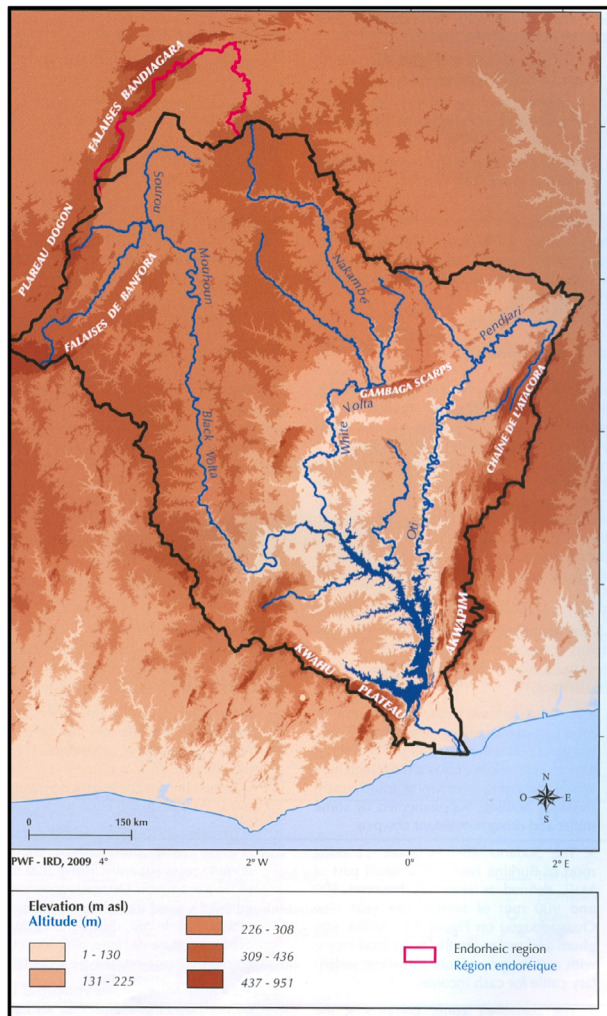 FALAISES BANDIAGARA
PLAREAU DOGON
Sourou
Mouhoun
FALAISES DE BANFORA
Nakambé
Pendjari
GAMBAGA SCARPS
White Volta
CHAÎNE DE L'ATACORA
Black Volta
Oti
AKWAPIM
KWAHU PLATEAU
N
O E
S
0 150 km
PWF - IRD, 2009
4° 2° W 0° 2° E
Elevation (m asl)
Altitude (m)
1 - 130
131 - 225
226 - 308
309 - 436
437 - 951
Endorheic region
Région endoréique